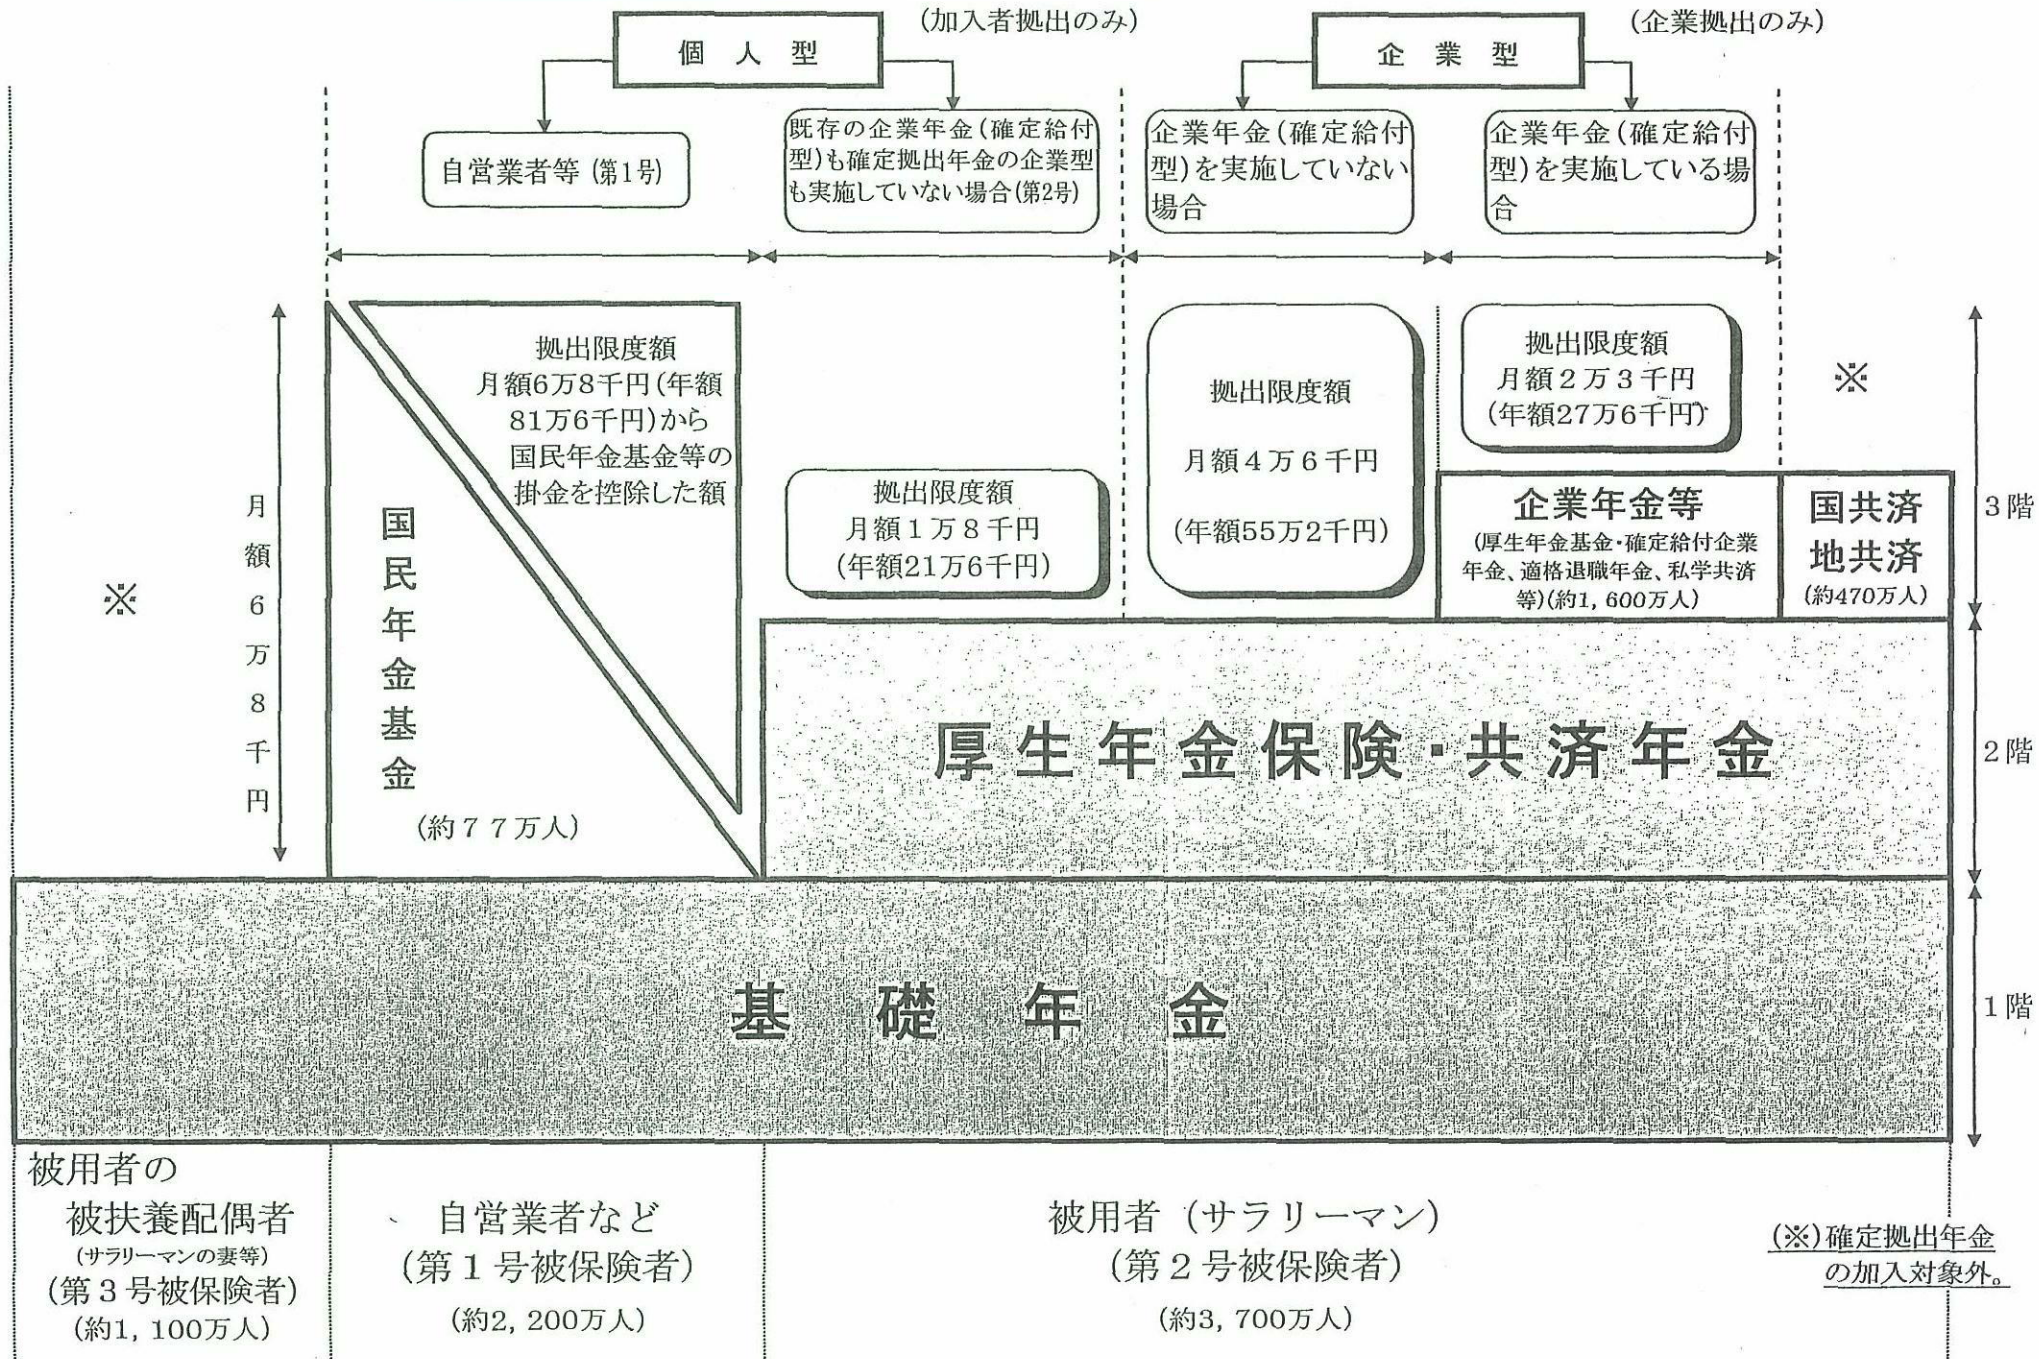 (加入者拠出のみ)
個人型
(企業拠出のみ)
企業型
自営業者等 (第1号)
既存の企業年金(確定給付
型)も確定拠出年金の企業型
も実施していない場合(第2号)
企業年金(確定給付
型)を実施していない
場合
企業年金(確定給付
型)を実施している場
合
月額6万8千円
※
国民年金基金
(約77万人)
拠出限度額
月額6万8千円(年額
81万6千円)から
国民年金基金等の
掛金を控除した額
拠出限度額
月額1万8千円
(年額21万6千円)
拠出限度額
月額4万6千円
(年額55万2千円)
拠出限度額
月額2万3千円
(年額27万6千円)
※
企業年金等
(厚生年金基金・確定給付企業
年金、適格退職年金、私学共済
等)(約1,600万人)
国共済
地共済
(約470万人)
3階
厚生年金保険・共済年金
2階
基礎年金
1階
被用者の
被扶養配偶者
(サラリーマンの妻等)
(第3号被保険者)
(約1,100万人)
自営業者など
(第1号被保険者)
(約2,200万人)
被用者 (サラリーマン)
(第2号被保険者)
(約3,700万人)
(※)確定拠出年金
の加入対象外。